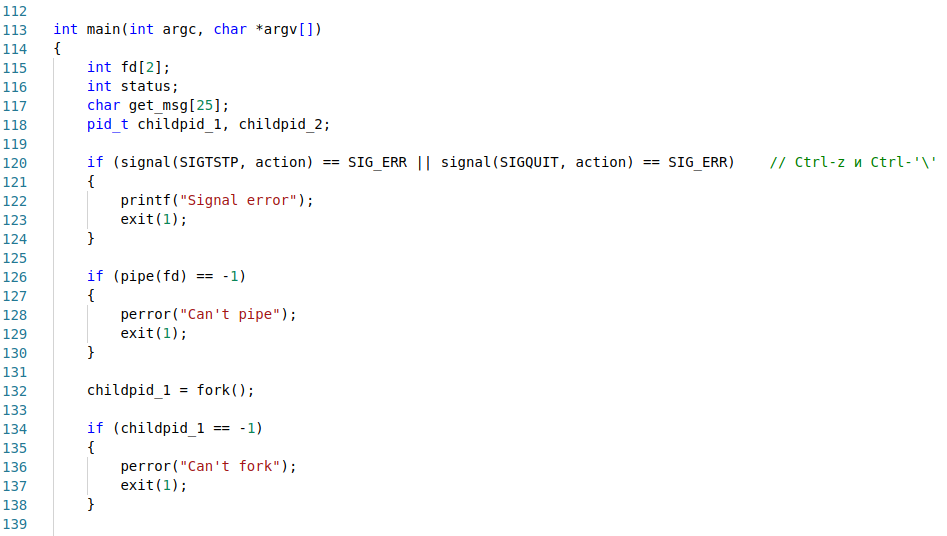 112
113 int main(int argc, char *argv[])
114 {
115     int fd[2];
116     int status;
117     char get_msg[25];
118     pid_t childpid_1, childpid_2;
119
120     if (signal(SIGTSTP, action) == SIG_ERR || signal(SIGQUIT, action) == SIG_ERR)    // Ctrl-z и Ctrl-'\'
121     {
122         printf("Signal error");
123         exit(1);
124     }
125
126     if (pipe(fd) == -1)
127     {
128         perror("Can't pipe");
129         exit(1);
130     }
131
132     childpid_1 = fork();
133
134     if (childpid_1 == -1)
135     {
136         perror("Can't fork");
137         exit(1);
138     }
139